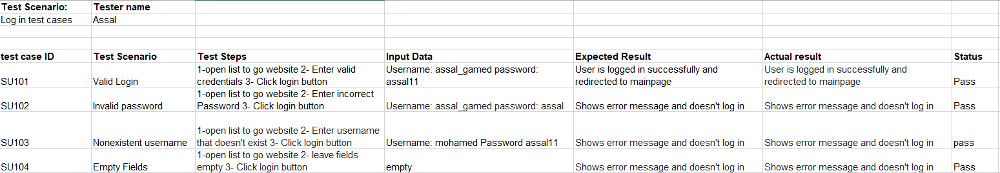 Test Scenario: Tester name
Log in test cases Assal
test case ID Test Scenario Test Steps Input Data Expected Result Actual result Status
SU101 Valid Login 1-open list to go website 2- Enter valid credentials 3- Click login button Username: assal_gamed password: assal11 User is logged in successfully and redirected to mainpage User is logged in successfully and redirected to mainpage Pass
SU102 Invalid password 1-open list to go website 2- Enter incorrect Password 3- Click login button Username: assal_gamed password: assal Shows error message and doesn't log in Shows error message and doesn't log in Pass
SU103 Nonexistent username 1-open list to go website 2- Enter username that doesn't exist 3- Click login button Username: mohamed Password assal11 Shows error message and doesn't log in Shows error message and doesn't log in pass
SU104 Empty Fields 1-open list to go website 2- leave fields empty 3- Click login button empty Shows error message and doesn't log in Shows error message and doesn't log in Pass